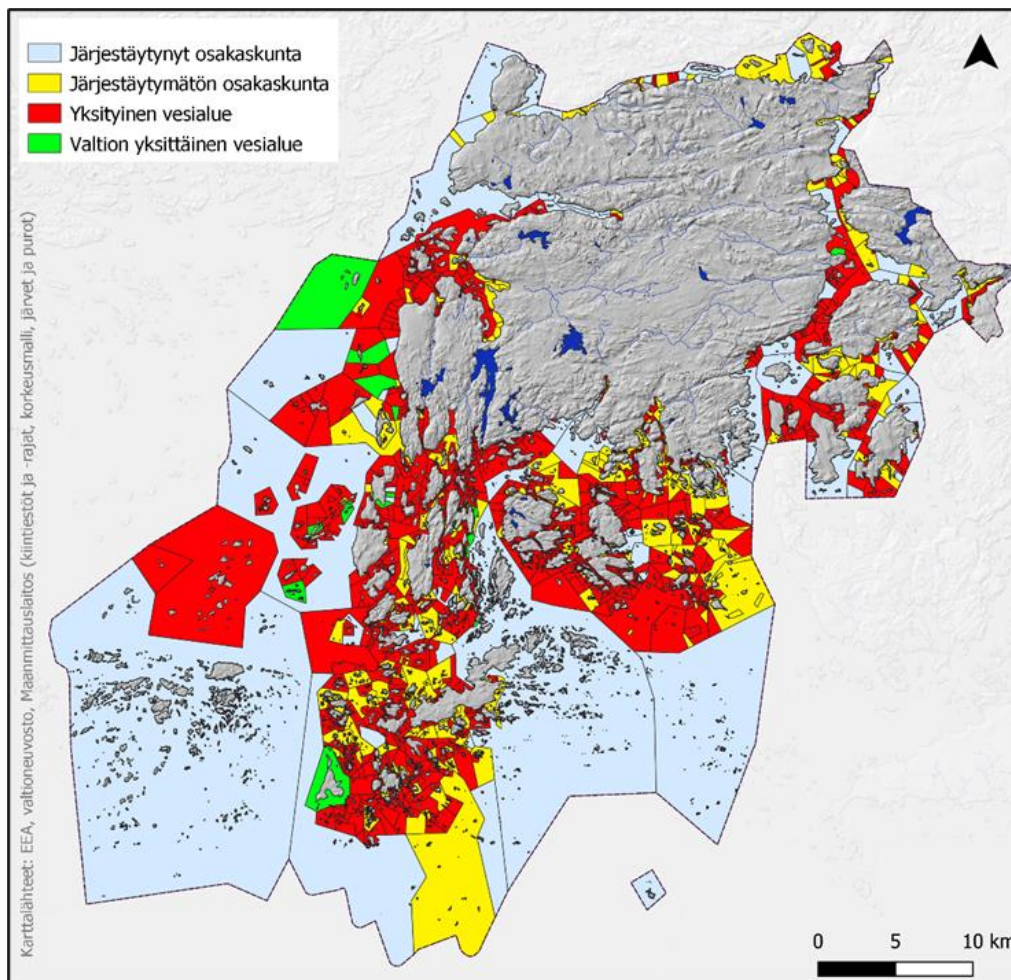 Järjestäytynyt osakaskunta
Järjestäytymätön osakaskunta
Yksityinen vesialue
Valtion yksittäinen vesialue
Karttalähteet: EEA, valtioneuvosto, Maanmittauslaitos (kiintiestöt ja -rajat, korkeusmalli, järvet ja purot)
0 5 10 km